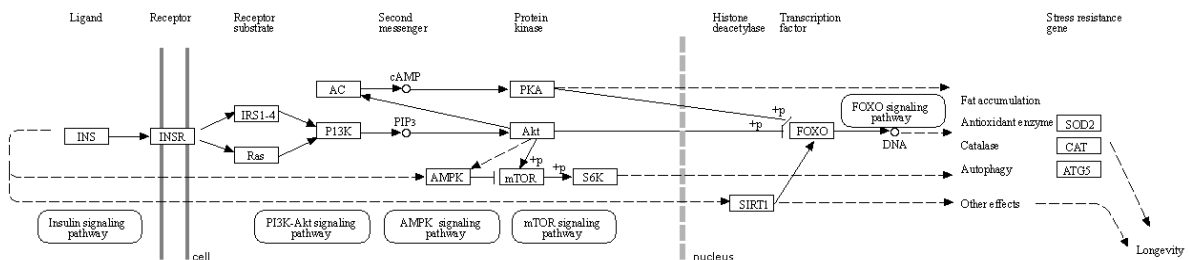 Ligand
Receptor
Receptor
substrate
Second
messenger
Protein
kinase
Histone
deacetylase
Transcription
factor
Stress resistance
gene
AC
cAMP
PKA
+p
FOXO signaling
pathway
Fat accumulation
INS
INSR
IRS1-4
Ras
P13K
PIP3
Akt
+p
FOXO
DNA
Antioxidant enzyme
SOD2
Catalase
CAT
+p
+p
AMPK
mTOR
S6K
Autophagy
ATG5
SIRT1
Other effects
Insulin signaling
pathway
PI3K-Akt signaling
pathway
AMPK signaling
pathway
mTOR signaling
pathway
Longevity
cell
nucleus